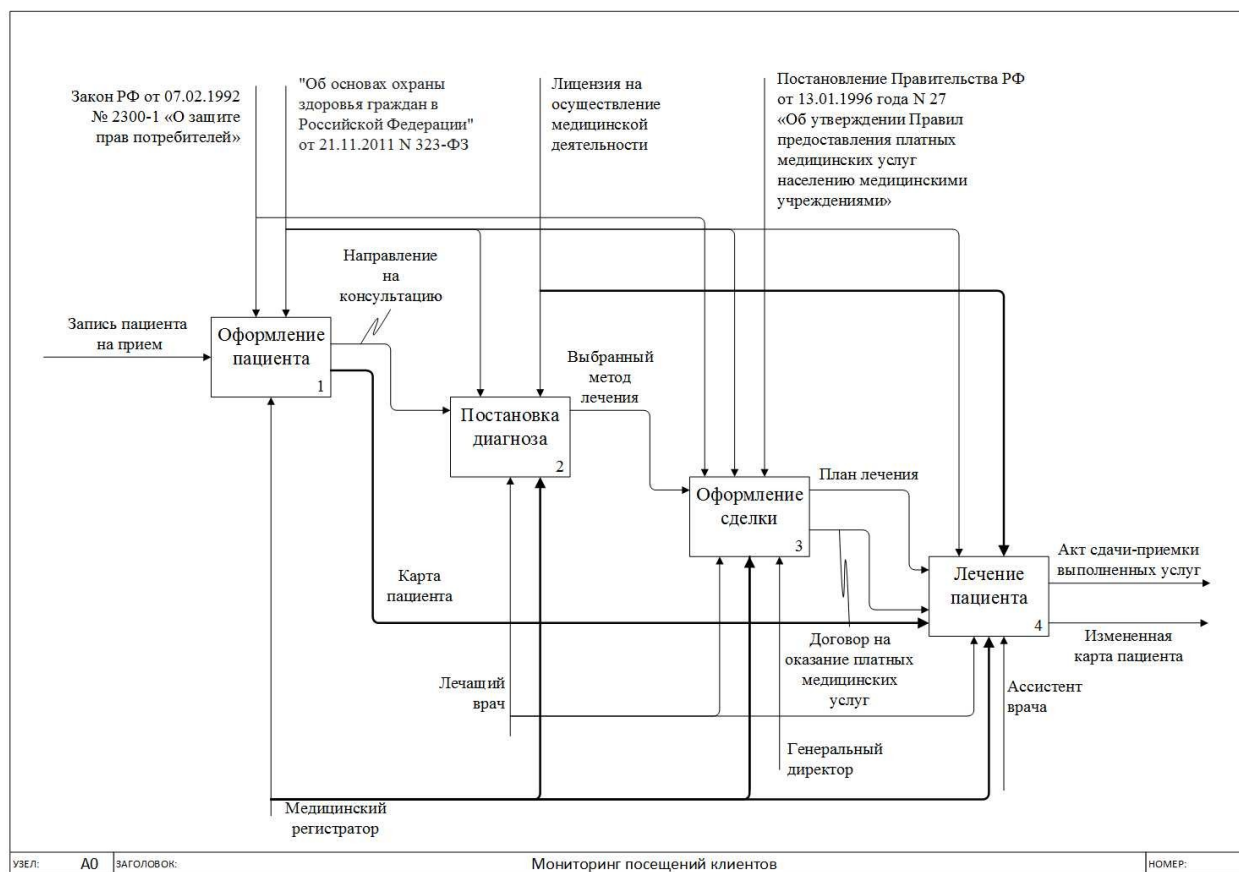 Закон РФ от 07.02.1992
№ 2300-1 «О защите
прав потребителей»
"Об основах охраны
здоровья граждан в
Российской Федерации"
от 21.11.2011 N 323-ФЗ
Лицензия на
осуществление
медицинской
деятельности
Постановление Правительства РФ
от 13.01.1996 года N 27
«Об утверждении Правил
предоставления платных
медицинских услуг
населению медицинскими
учреждениями»
Направление
на
консультацию
Запись пациента
на прием
Оформление
пациента
1
Выбранный
метод
лечения
Постановка
диагноза
2
План лечения
Оформление
сделки
3
Карта
пациента
Акт сдачи-приемки
выполненных услуг
Лечение
пациента
4
Измененная
карта пациента
Договор на
оказание платных
медицинских
услуг
Лечащий
врач
Ассистент
врача
Генеральный
директор
Медицинский
регистратор
УЗЕЛ: A0 ЗАГОЛОВОК: Мониторинг посещений клиентов НОМЕР: